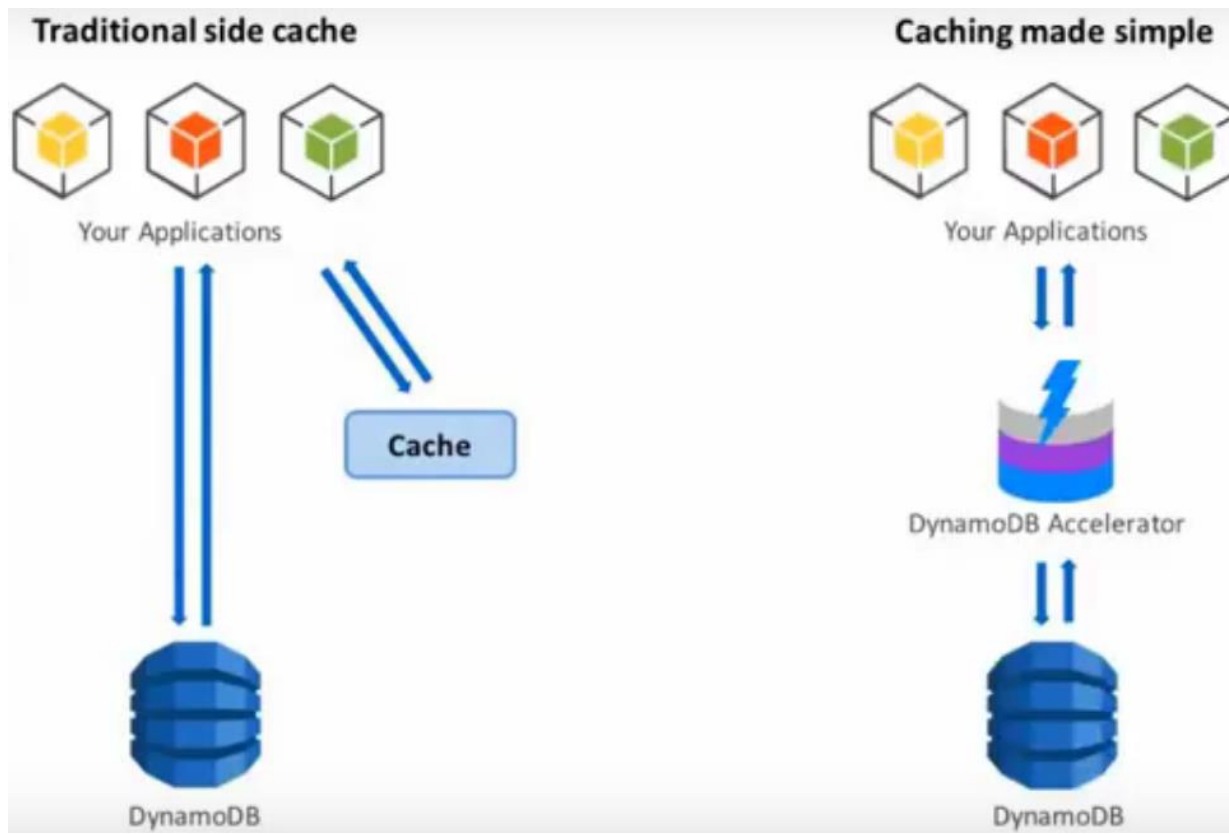 Traditional side cache
Your Applications
Cache
DynamoDB
Caching made simple
Your Applications
DynamoDB Accelerator
DynamoDB